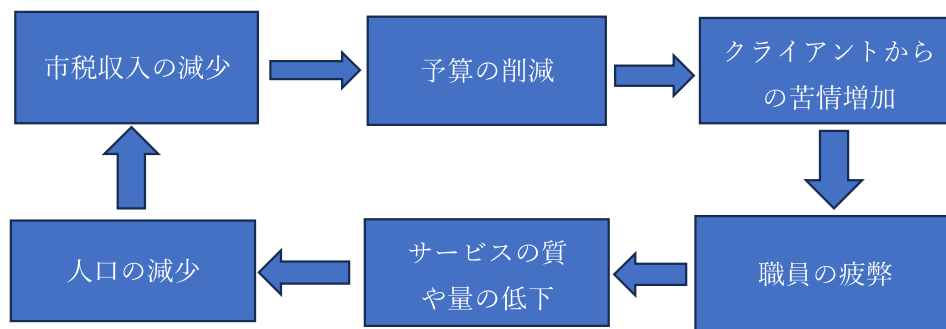 市税収入の減少
予算の削減
クライアントから
の苦情増加
職員の疲弊
サービスの質
や量の低下
人口の減少